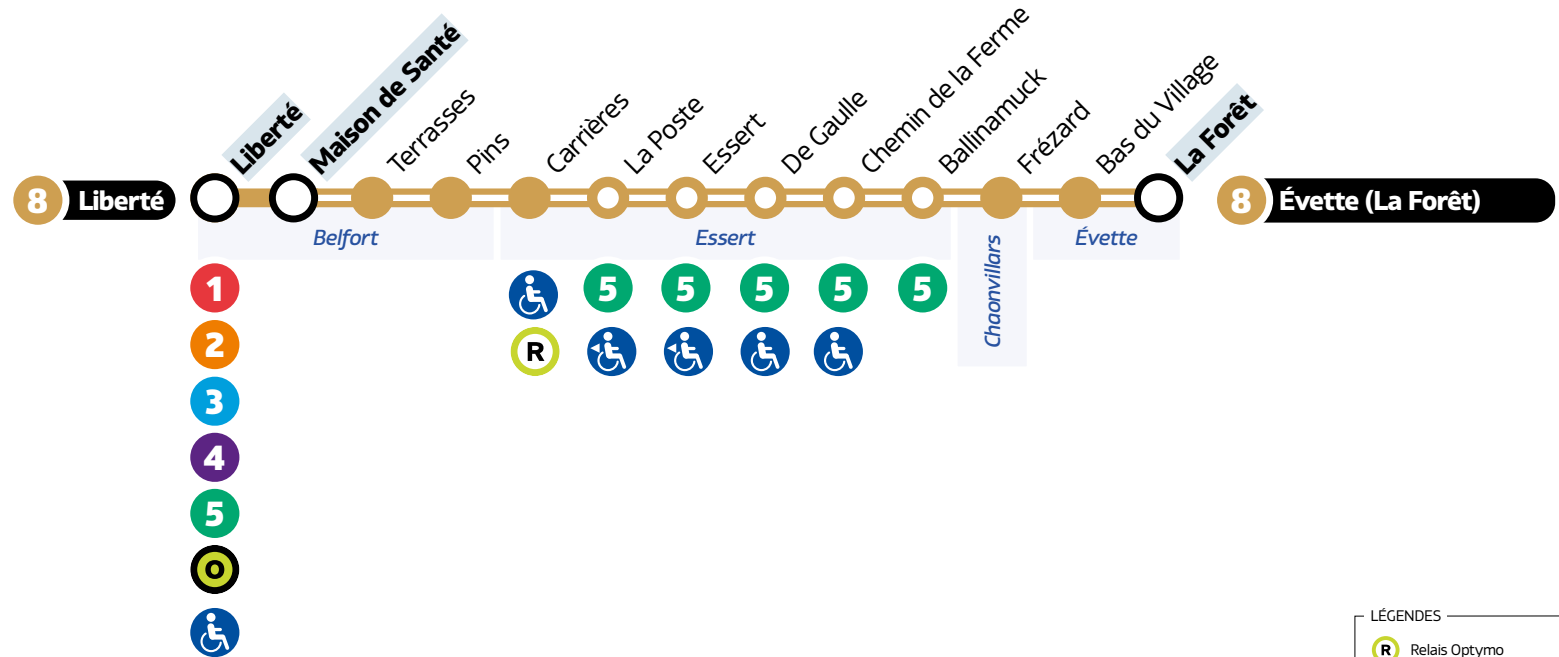 Liberté
Maison de Santé
Terrasses
Pins
Carrières
La Poste
Essert
De Gaulle
Chemin de la Ferme
Ballinamuck
Frézard
Bas du Village
La Forêt
8 Liberté
8 Évette (La Forêt)
Belfort
Essert
Chaonvillars
Évette
1 5 5 5 5 5
2 R
3
4
5
O
LÉGENDES
R Relais Optymo